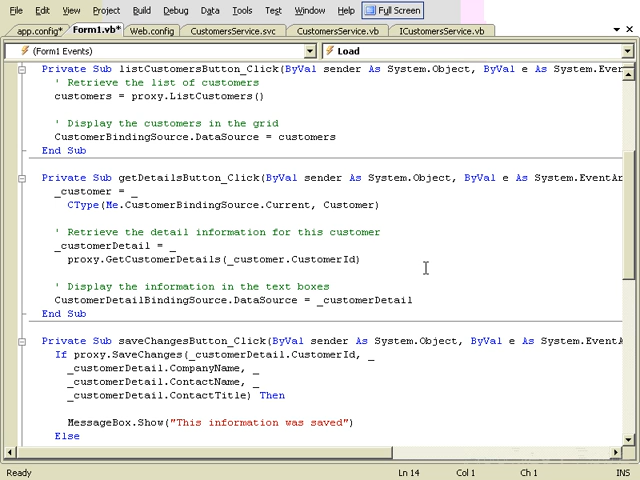 File Edit View Project Build Debug Data Tools Test Window Help Full Screen
app.config* Form1.vb* Web.config CustomersService.svc CustomersService.vb ICustomersService.vb
(Form1 Events) Load
Private Sub listCustomersButton_Click(ByVal sender As System.Object, ByVal e As System.Event
' Retrieve the list of customers
customers = proxy.ListCustomers()
' Display the customers in the grid
CustomerBindingSource.DataSource = customers
End Sub
Private Sub getDetailsButton_Click(ByVal sender As System.Object, ByVal e As System.EventAr
_customer = _
CType(Me.CustomerBindingSource.Current, Customer)
' Retrieve the detail information for this customer
_customerDetail = _
proxy.GetCustomerDetails(_customer.CustomerId)
' Display the information in the text boxes
CustomerDetailBindingSource.DataSource = _customerDetail
End Sub
Private Sub saveChangesButton_Click(ByVal sender As System.Object, ByVal e As System.EventA
If proxy.SaveChanges(_customerDetail.CustomerId, _
_customerDetail.CompanyName, _
_customerDetail.ContactName, _
_customerDetail.ContactTitle) Then
MessageBox.Show("This information was saved")
Else
Ready Ln 14 Col 1 Ch 1 INS